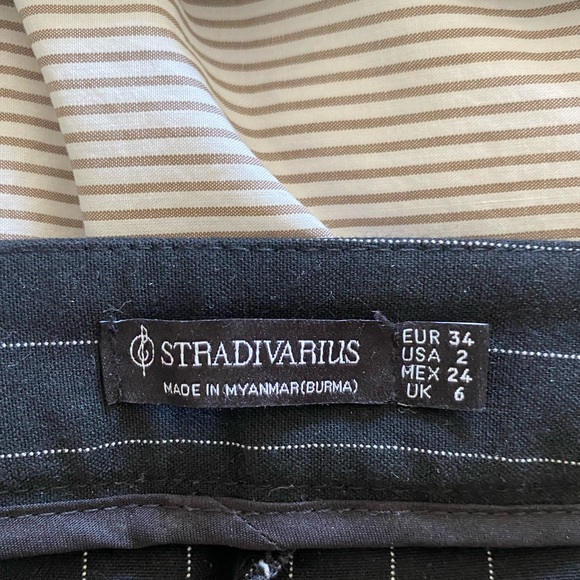 STRADIVARIUS
MADE IN MYANMAR(BURMA)
EUR 34
USA 2
MEX 24
UK 6